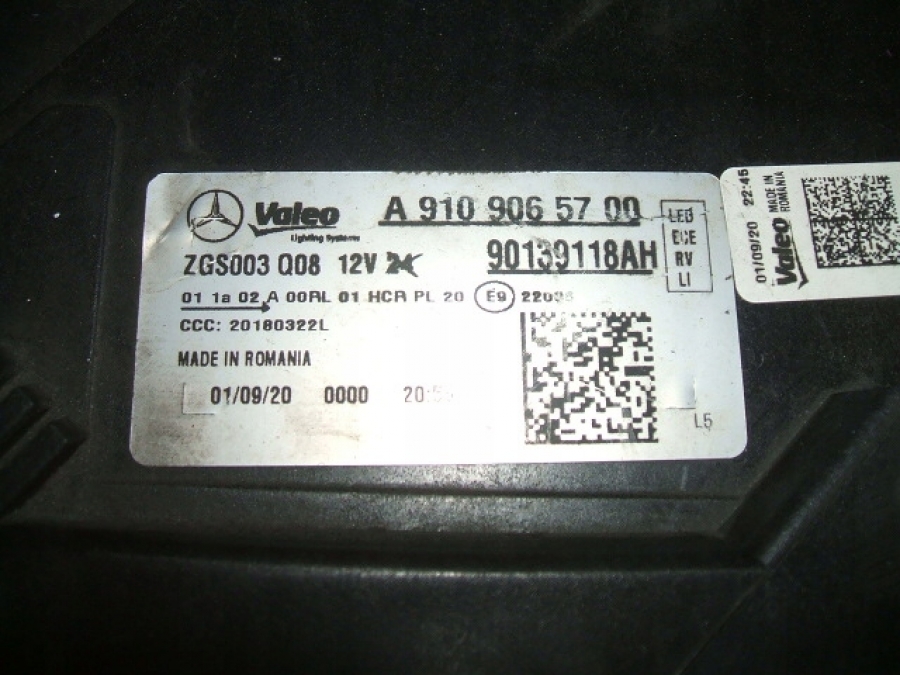 Valeo
Lighting Systems
A 910 906 57 00
90139118AH
LED
ECE
RV
LI
ZGS003 Q08 12V
01 1a 02 A 00RL 01 HCR PL 20 E9
CCC: 20180322L
MADE IN ROMANIA
01/09/20 0000
L5
01/09/20 22:45
Valeo
MADE IN
ROMANIA